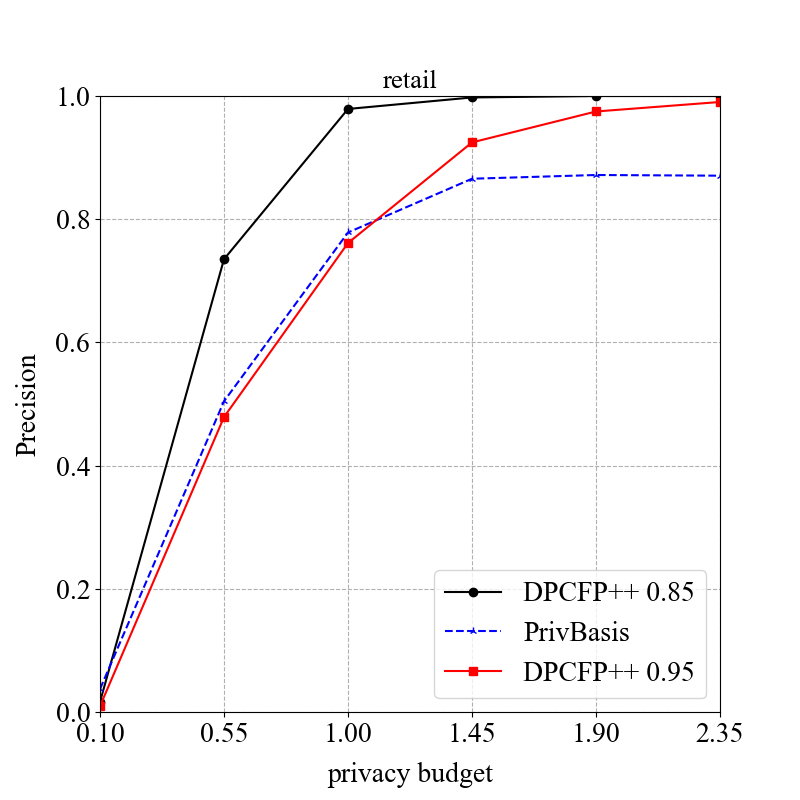 retail
1.0
0.8
0.6
0.4
0.2
0.0
Precision
DPCFP++ 0.85
PrivBasis
DPCFP++ 0.95
0.10 0.55 1.00 1.45 1.90 2.35
privacy budget